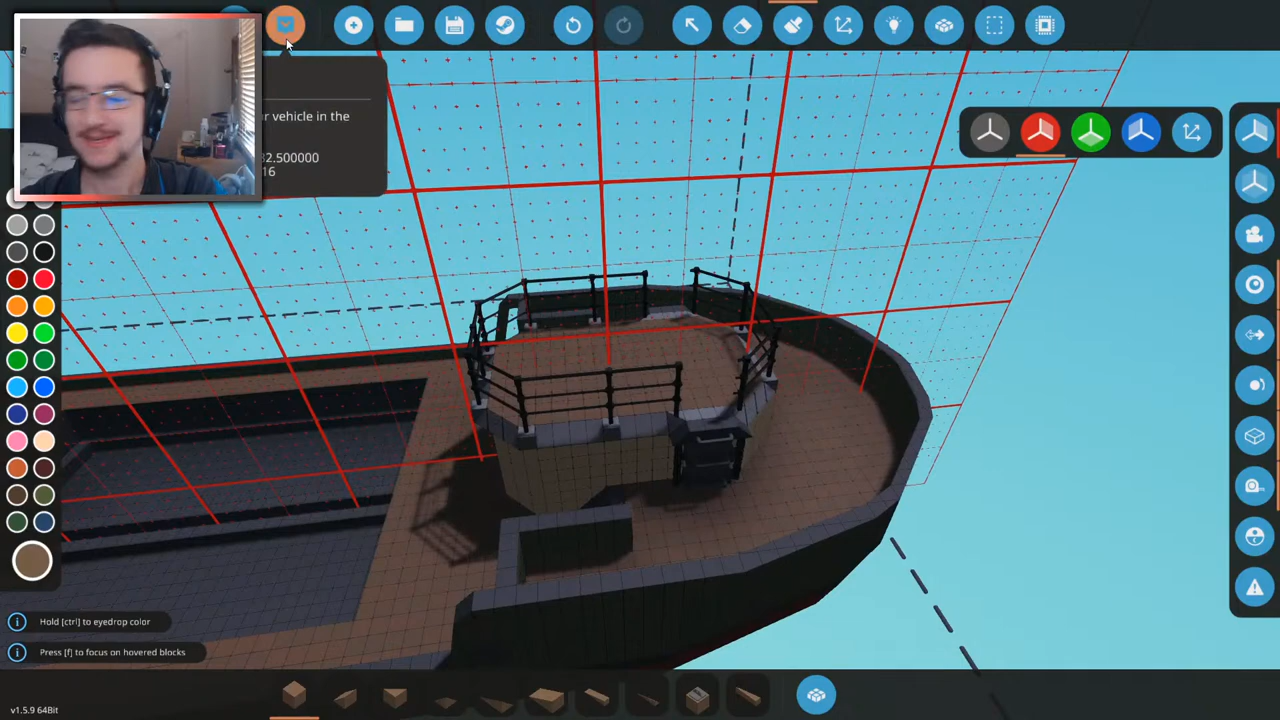 r vehicle in the
32.500000
16
Hold [ctrl] to eyedrop color
Press [f] to focus on hovered blocks
v1.5.9 64Bit